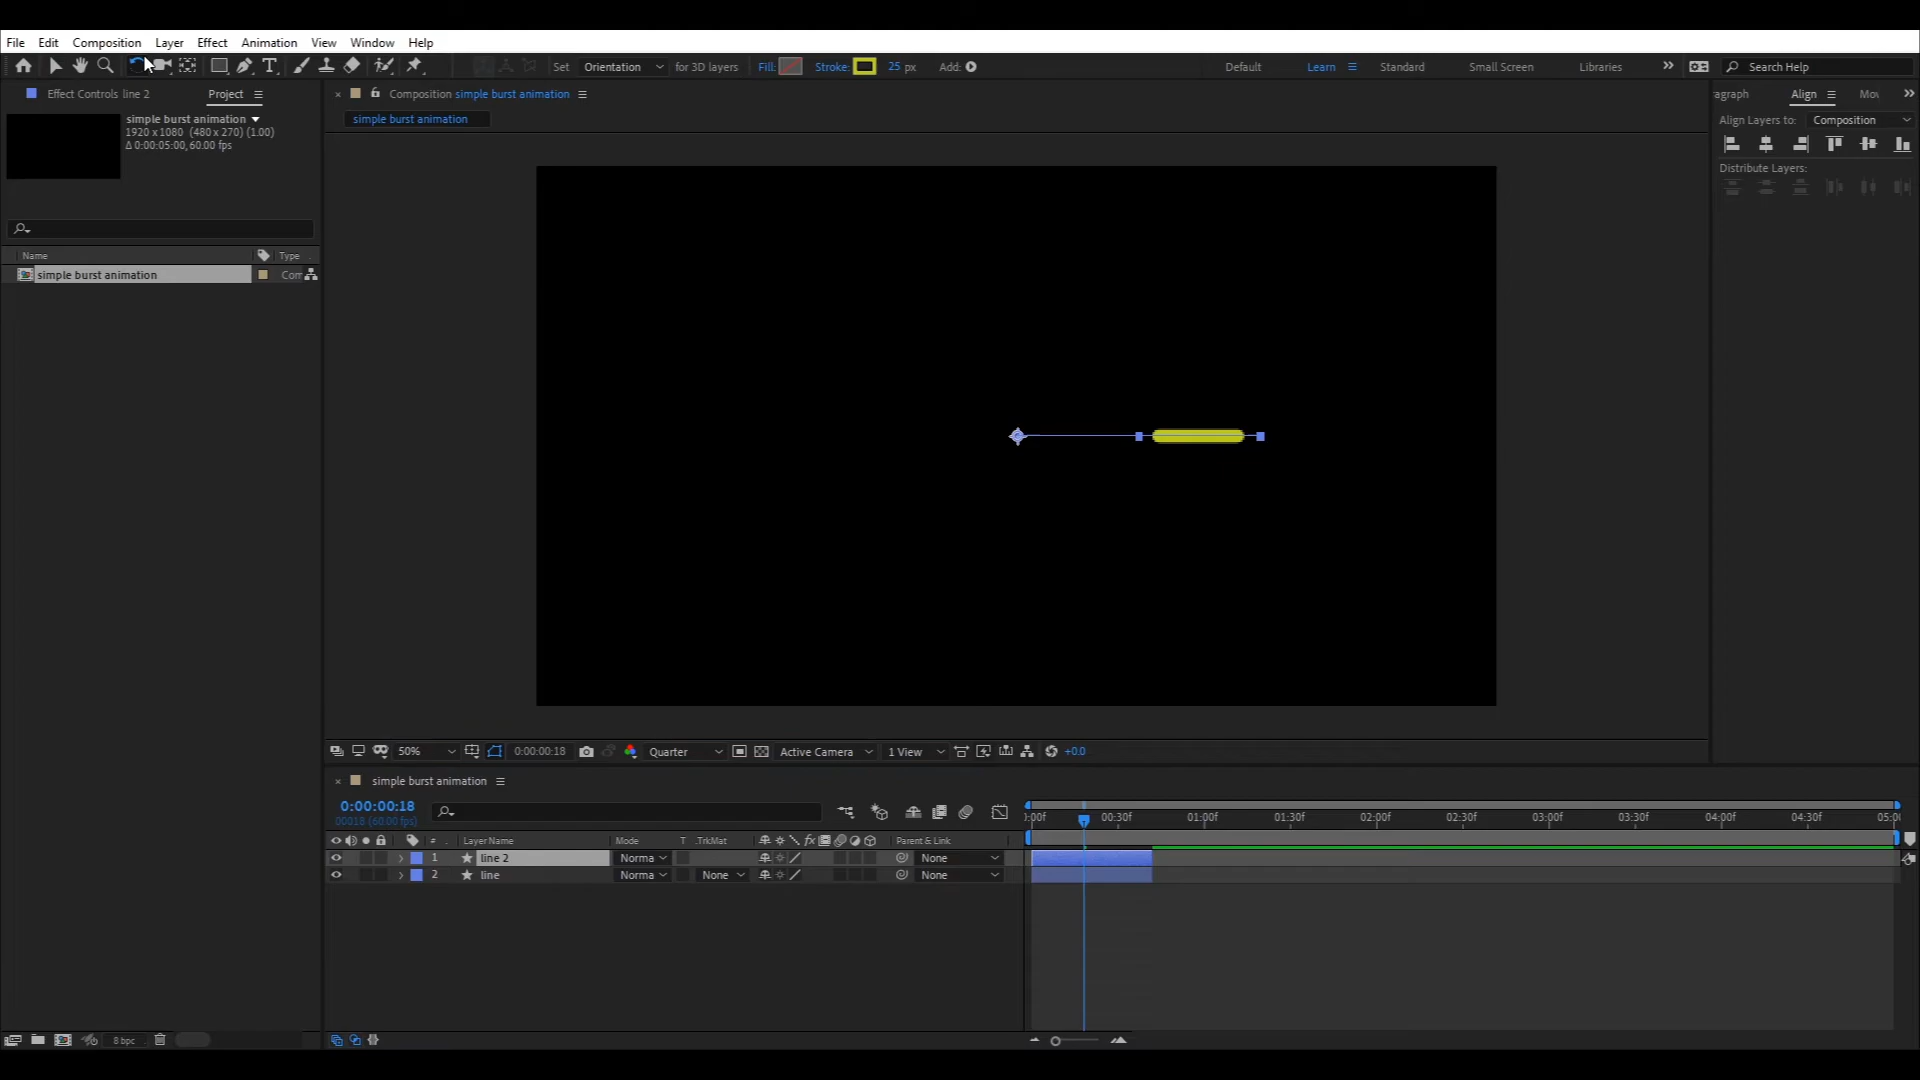 File Edit Composition Layer Effect Animation View Window Help
Set Orientation for 3D layers Fill: Stroke: 25 px Add: Default Learn Standard Small Screen Libraries Search Help
Effect Controls line 2 Project
Composition simple burst animation
ragraph Align Mov
simple burst animation
1920 x 1080 (480 x 270) (1.00)
Δ 0:00:05:00, 60.00 fps
simple burst animation
Align Layers to: Composition
Distribute Layers:
Name Type
simple burst animation Com
50% 0:00:00:18 Quarter Active Camera 1 View +0.0
simple burst animation
0:00:00:18
00018 (60.00 fps)
):00f 00:30f 01:00f 01:30f 02:00f 02:30f 03:00f 03:30f 04:00f 04:30f 05:0
# Layer Name Mode T .TrkMat fx Parent & Link
1 line 2 Norma None
2 line Norma None None
8 bpc